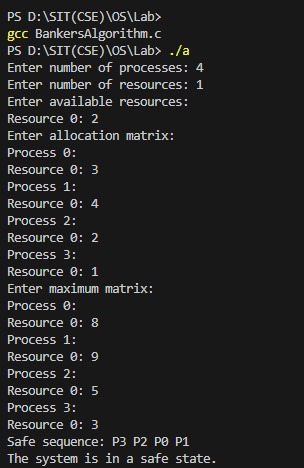 PS D:\SIT(CSE)\OS\Lab>
gcc BankersAlgorithm.c
PS D:\SIT(CSE)\OS\Lab> ./a
Enter number of processes: 4
Enter number of resources: 1
Enter available resources:
Resource 0: 2
Enter allocation matrix:
Process 0:
Resource 0: 3
Process 1:
Resource 0: 4
Process 2:
Resource 0: 2
Process 3:
Resource 0: 1
Enter maximum matrix:
Process 0:
Resource 0: 8
Process 1:
Resource 0: 9
Process 2:
Resource 0: 5
Process 3:
Resource 0: 3
Safe sequence: P3 P2 P0 P1
The system is in a safe state.